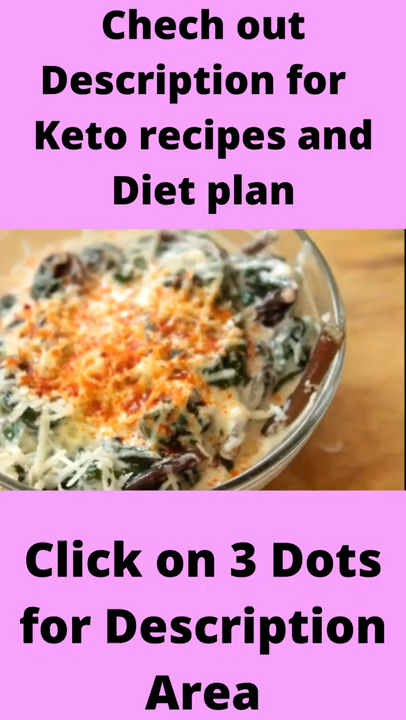 Chech out
Description for
Keto recipes and
Diet plan
Click on 3 Dots
for Description
Area